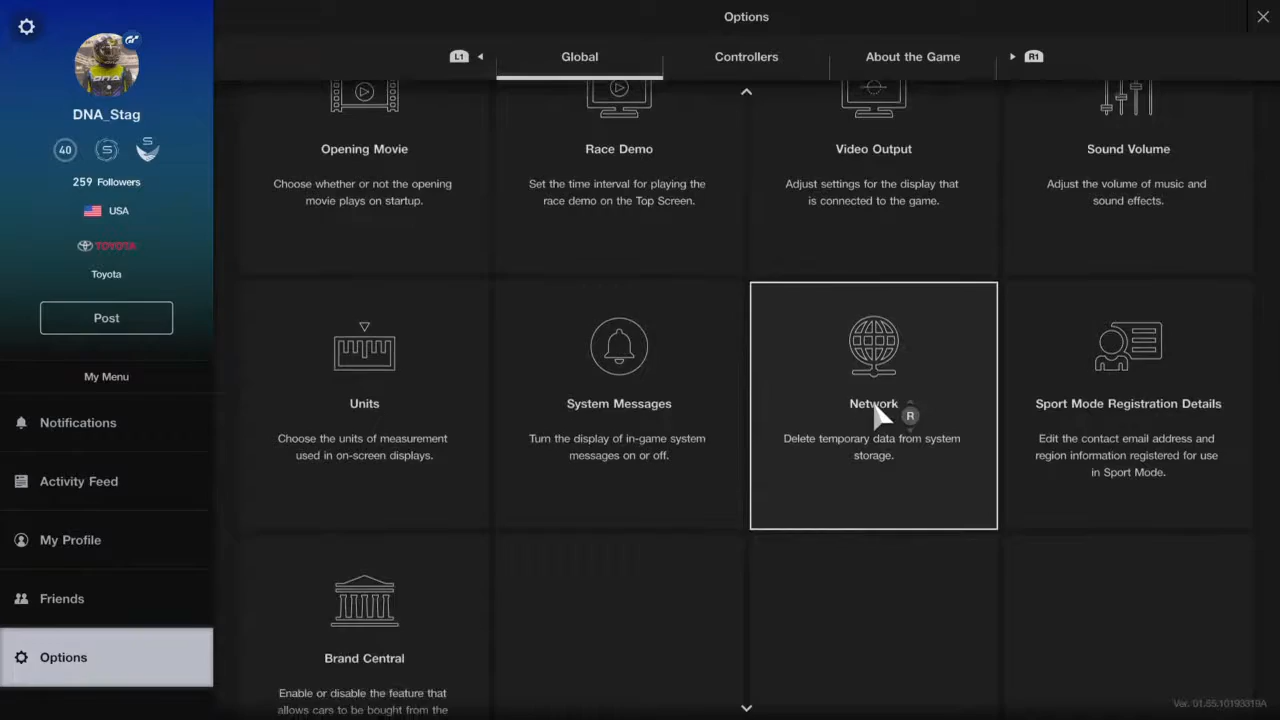 Options
L1
Global
Controllers
About the Game
R1
DNA_Stag
40
259 Followers
USA
TOYOTA
Toyota
Post
My Menu
Notifications
Activity Feed
My Profile
Friends
Options
Opening Movie
Choose whether or not the opening
movie plays on startup.
Race Demo
Set the time interval for playing the
race demo on the Top Screen.
Video Output
Adjust settings for the display that
is connected to the game.
Sound Volume
Adjust the volume of music and
sound effects.
Units
Choose the units of measurement
used in on-screen displays.
System Messages
Turn the display of in-game system
messages on or off.
Network
R
Delete temporary data from system
storage.
Sport Mode Registration Details
Edit the contact email address and
region information registered for use
in Sport Mode.
Brand Central
Enable or disable the feature that
allows cars to be bought from the
Ver. 01.55.10193319A